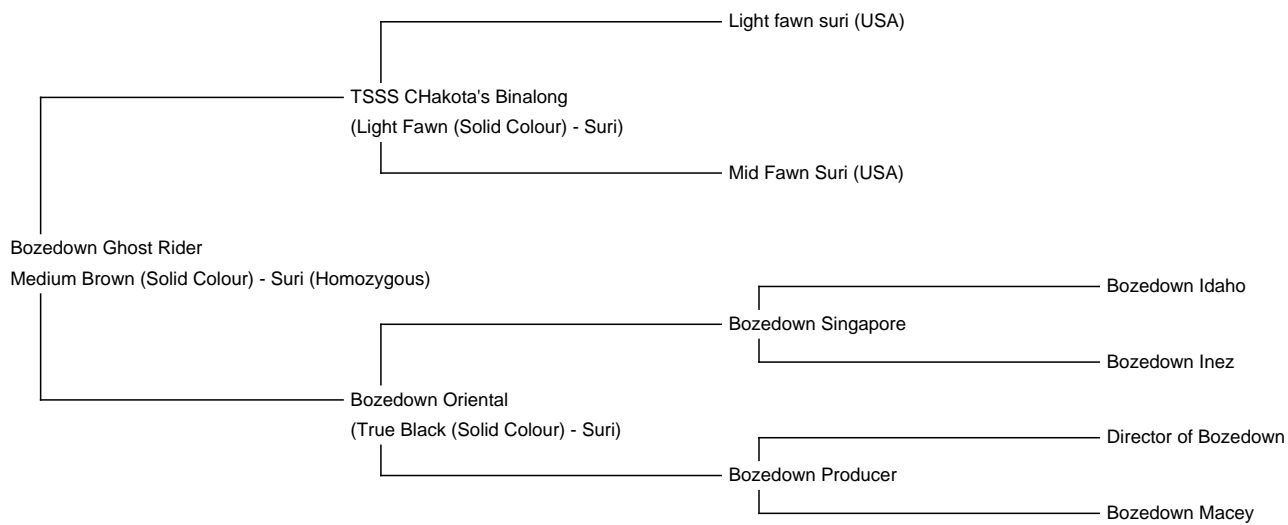 Light fawn suri (USA)
TSSS CHakota's Binalong
(Light Fawn (Solid Colour) - Suri)
Mid Fawn Suri (USA)
Bozedown Ghost Rider
Medium Brown (Solid Colour) - Suri (Homozygous)
Bozedown Idaho
Bozedown Singapore
Bozedown Inez
Bozedown Oriental
(True Black (Solid Colour) - Suri)
Director of Bozedown
Bozedown Producer
Bozedown Macey